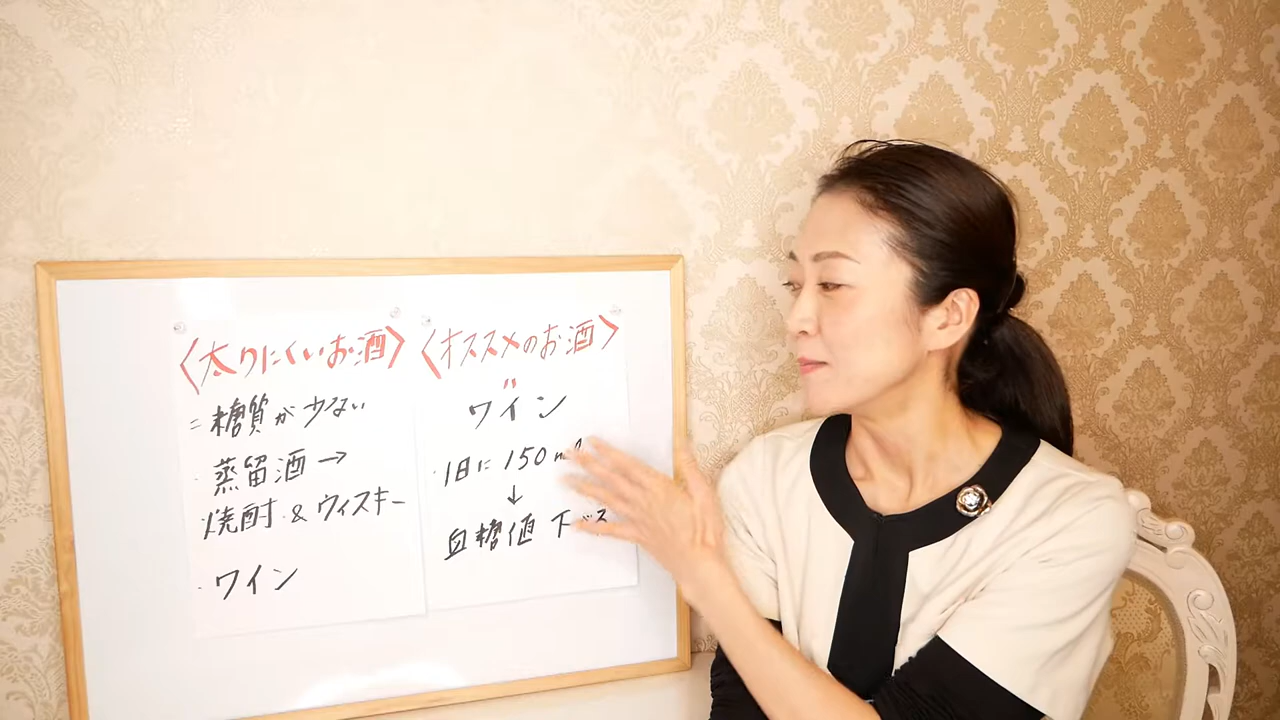 〈太りにくいお酒〉
= 糖質が少ない
・蒸留酒→
焼酎 & ウィスキー
・ワイン
〈オススメのお酒〉
〃
ワイン
・1日に 150
↓
血糖値